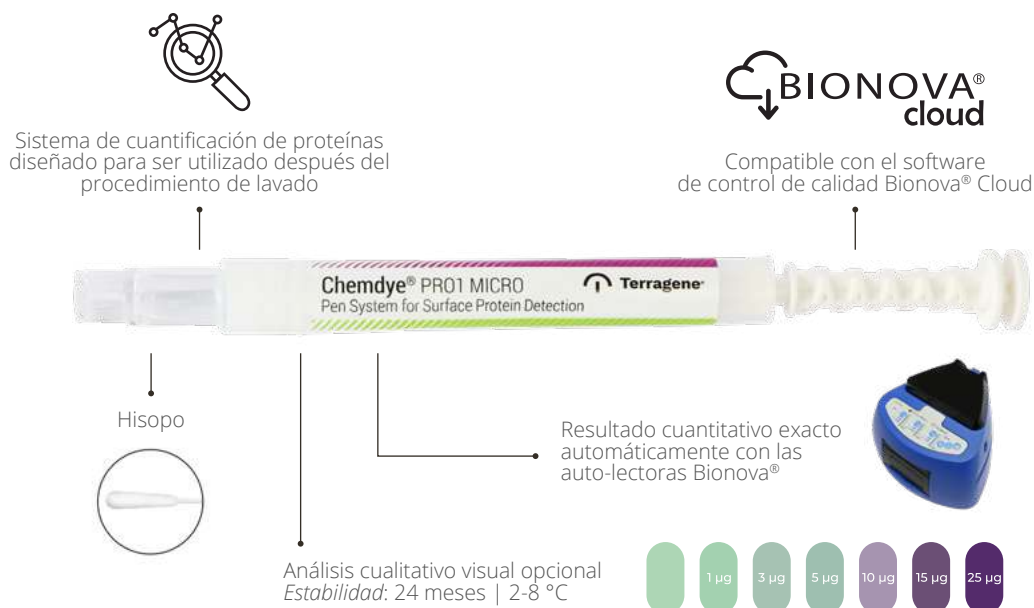 BIONOVA®
cloud
Sistema de cuantificación de proteínas
diseñado para ser utilizado después del
procedimiento de lavado
Compatible con el software
de control de calidad Bionova® Cloud
Chemdye® PRO1 MICRO
Pen System for Surface Protein Detection
Terragene®
Hisopo
Resultado cuantitativo exacto
automáticamente con las
auto-lectoras Bionova®
Análisis cualitativo visual opcional
Estabilidad: 24 meses | 2-8 °C
1 µg
3 µg
5 µg
10 µg
15 µg
25 µg